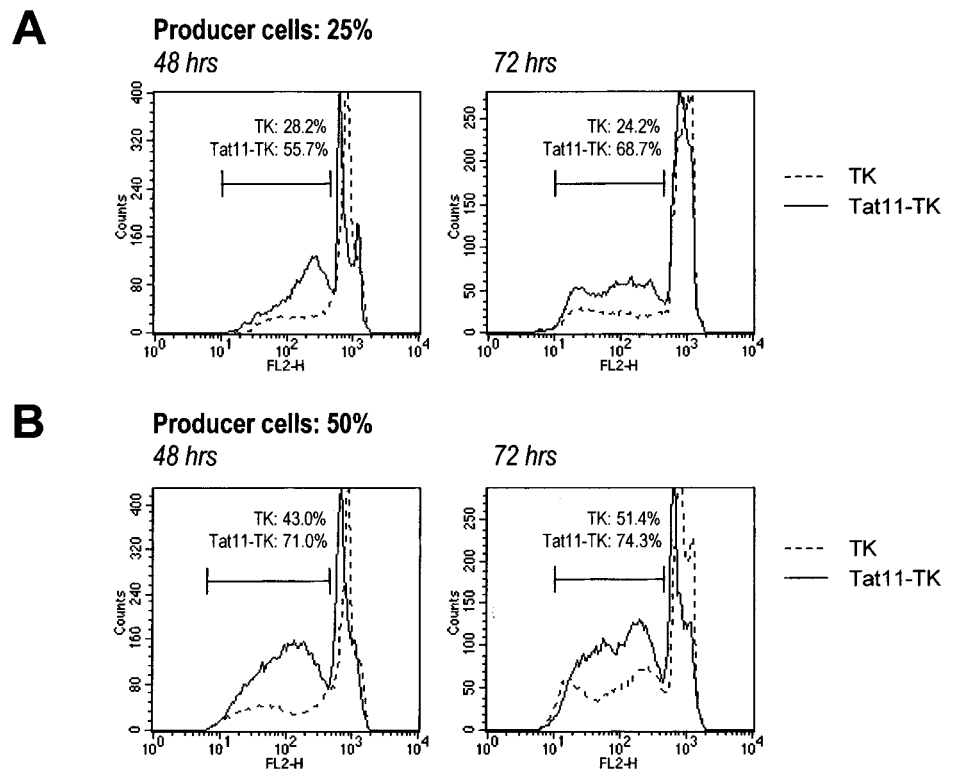 A
Producer cells: 25%
48 hrs
72 hrs
400
320
240
160
80
0
Counts
TK: 28.2%
Tat11-TK: 55.7%
10^0 10^1 10^2 10^3 10^4
FL2-H
250
200
150
100
50
0
Counts
TK: 24.2%
Tat11-TK: 68.7%
10^0 10^1 10^2 10^3 10^4
FL2-H
TK
Tat11-TK
B
Producer cells: 50%
48 hrs
72 hrs
400
320
240
160
80
0
Counts
TK: 43.0%
Tat11-TK: 71.0%
10^0 10^1 10^2 10^3 10^4
FL2-H
250
200
150
100
50
0
Counts
TK: 51.4%
Tat11-TK: 74.3%
10^0 10^1 10^2 10^3 10^4
FL2-H
TK
Tat11-TK